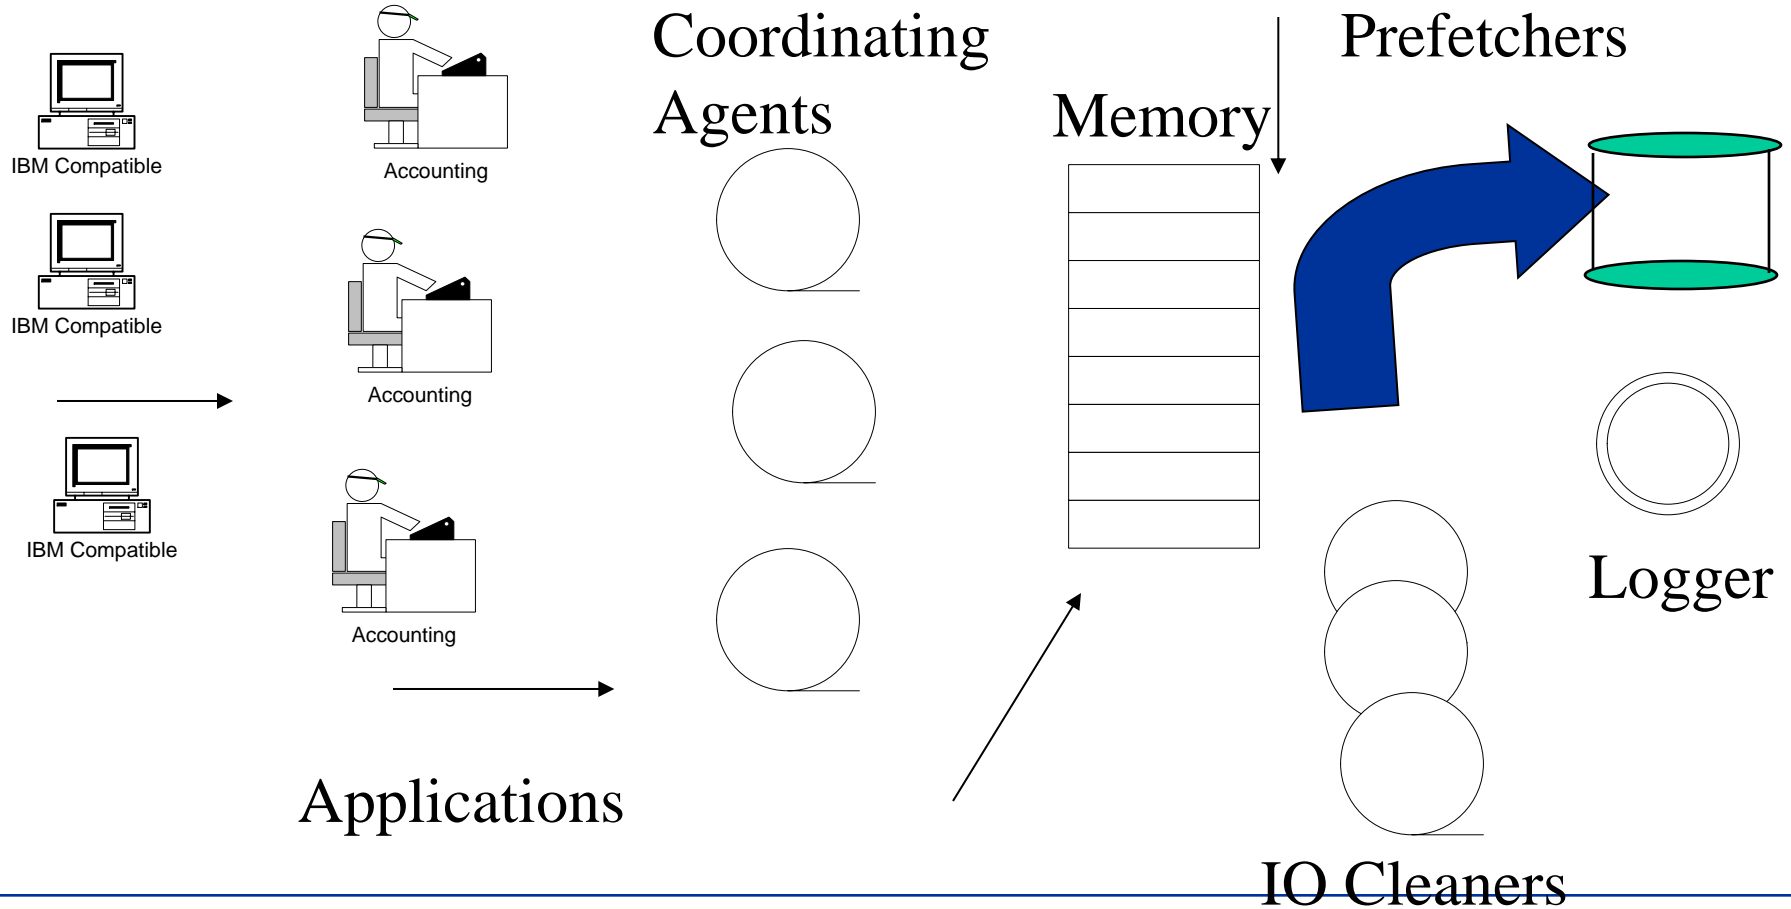 Coordinating
Agents
Prefetchers
Memory
IBM Compatible
Accounting
IBM Compatible
Accounting
IBM Compatible
Accounting
Logger
Applications
IO Cleaners